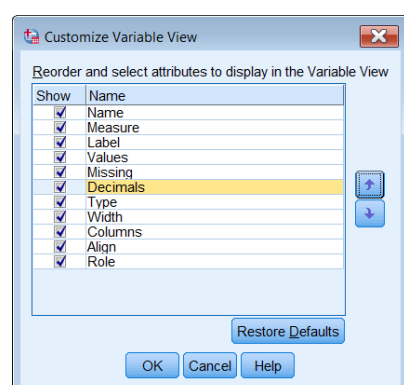 Customize Variable View
Reorder and select attributes to display in the Variable View
Show Name
Name
Measure
Label
Values
Missing
Decimals
Type
Width
Columns
Align
Role
Restore Defaults
OK Cancel Help